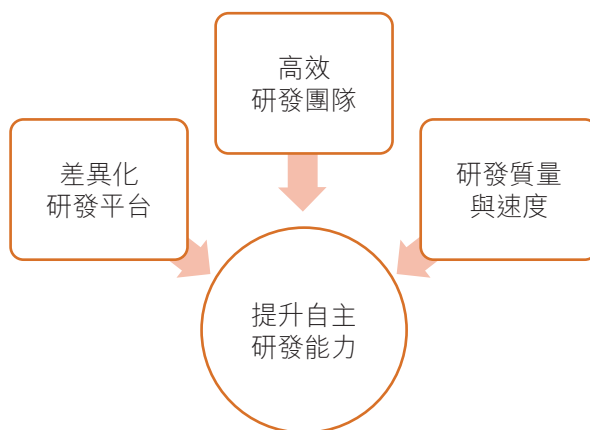 高效
研發團隊
差異化
研發平台
研發質量
與速度
提升自主
研發能力